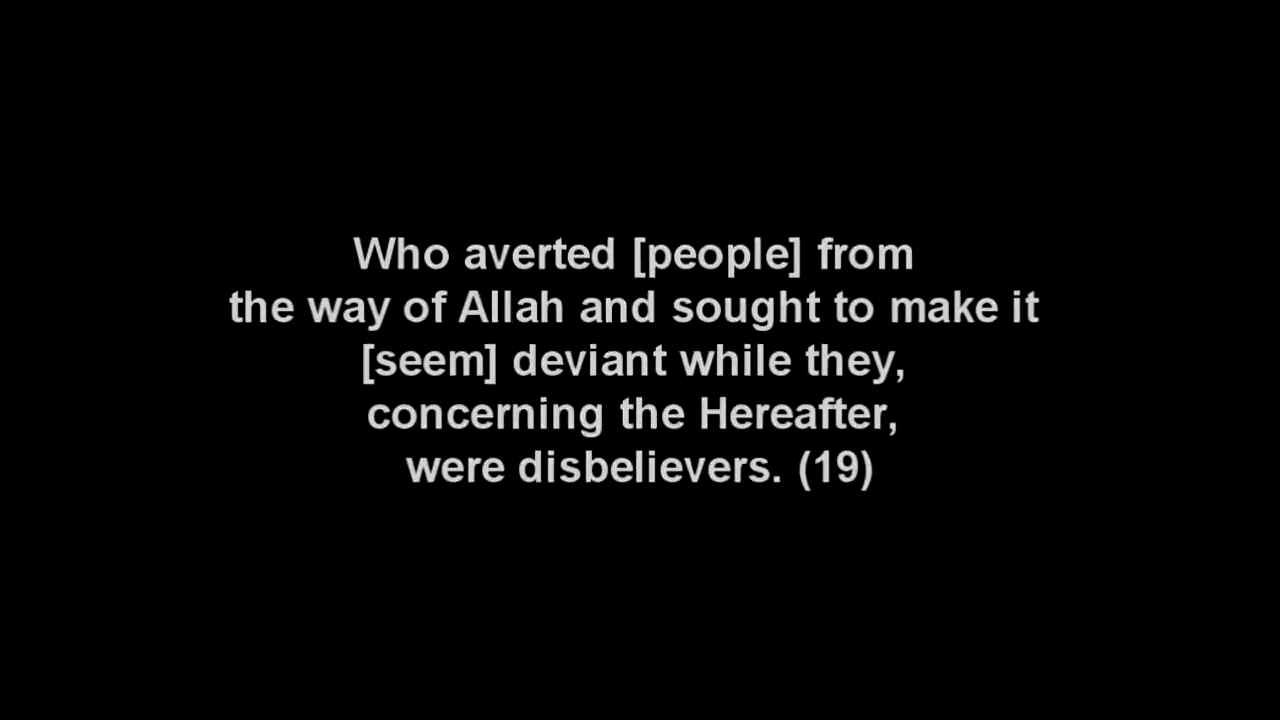 Who averted [people] from
the way of Allah and sought to make it
[seem] deviant while they,
concerning the Hereafter,
were disbelievers. (19)